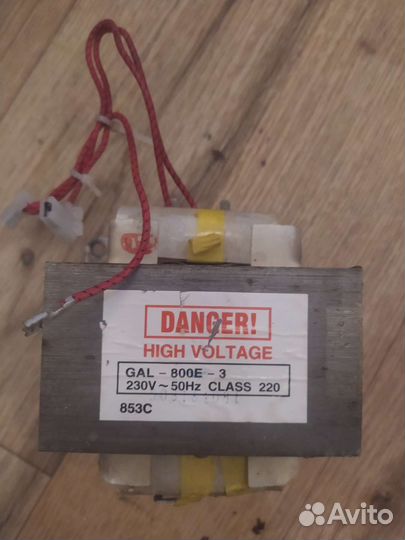 DANGER!
HIGH VOLTAGE
GAL - 800E - 3
230V ~ 50Hz CLASS 220
853C
Avito